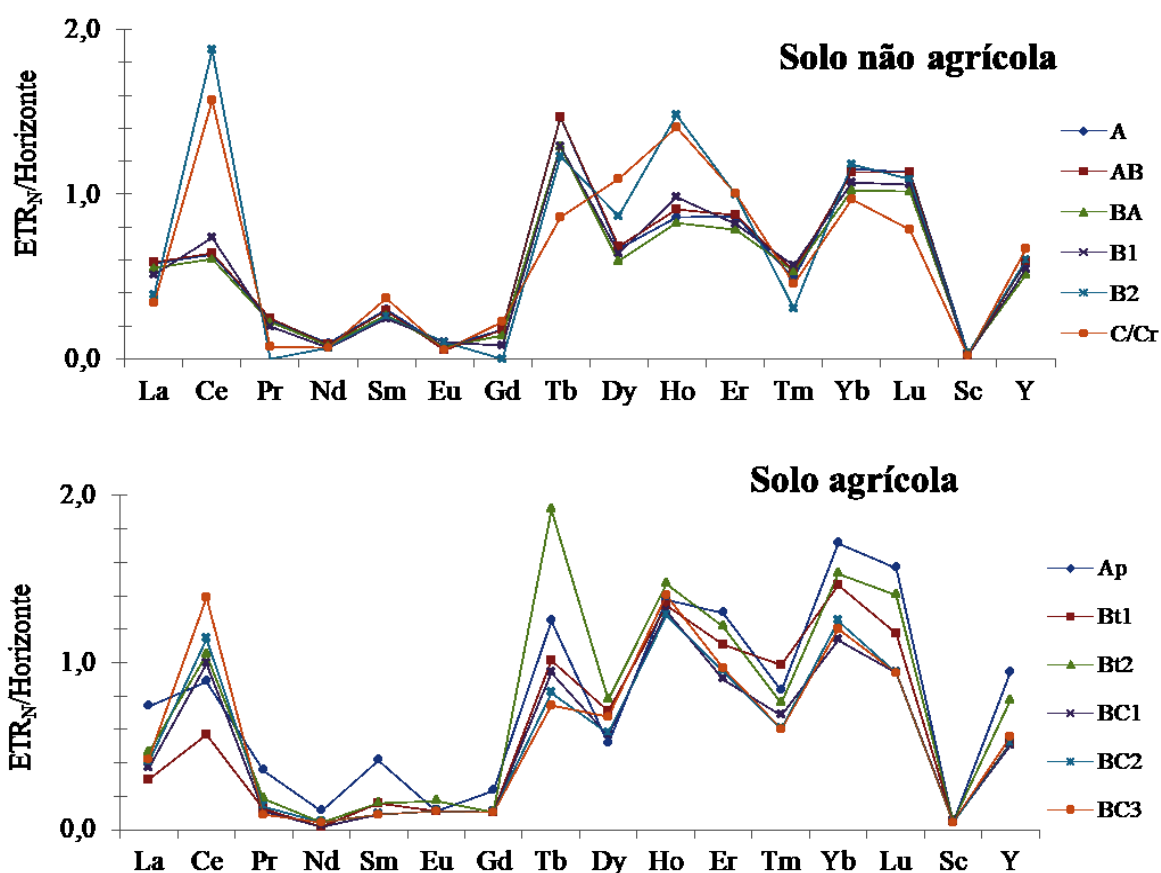 2,0
Solo não agrícola
ETRN/Horizonte
A
AB
BA
1,0
B1
B2
C/Cr
0,0
La Ce Pr Nd Sm Eu Gd Tb Dy Ho Er Tm Yb Lu Sc Y
2,0
Solo agrícola
ETRN/Horizonte
Ap
Bt1
Bt2
1,0
BC1
BC2
BC3
0,0
La Ce Pr Nd Sm Eu Gd Tb Dy Ho Er Tm Yb Lu Sc Y